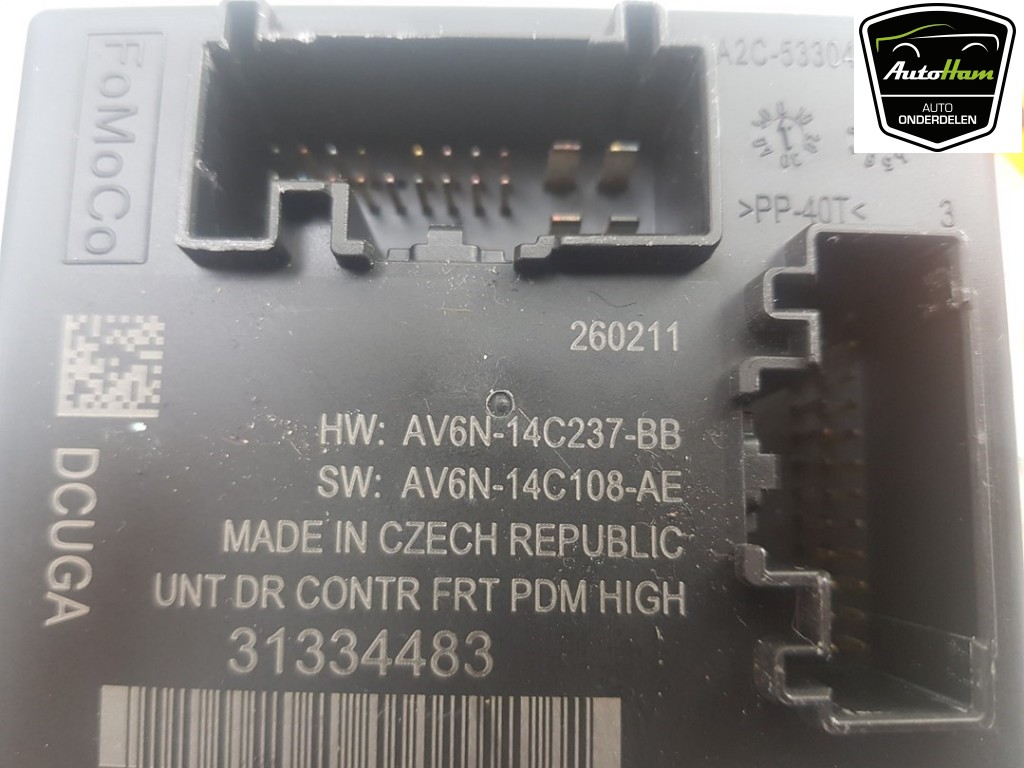 FoMoCo
A2C-53304
AutoHam
AUTO
ONDERDELEN
>PP-40T<
3
260211
HW: AV6N-14C237-BB
SW: AV6N-14C108-AE
MADE IN CZECH REPUBLIC
UNT DR CONTR FRT PDM HIGH
31334483
DCUGA